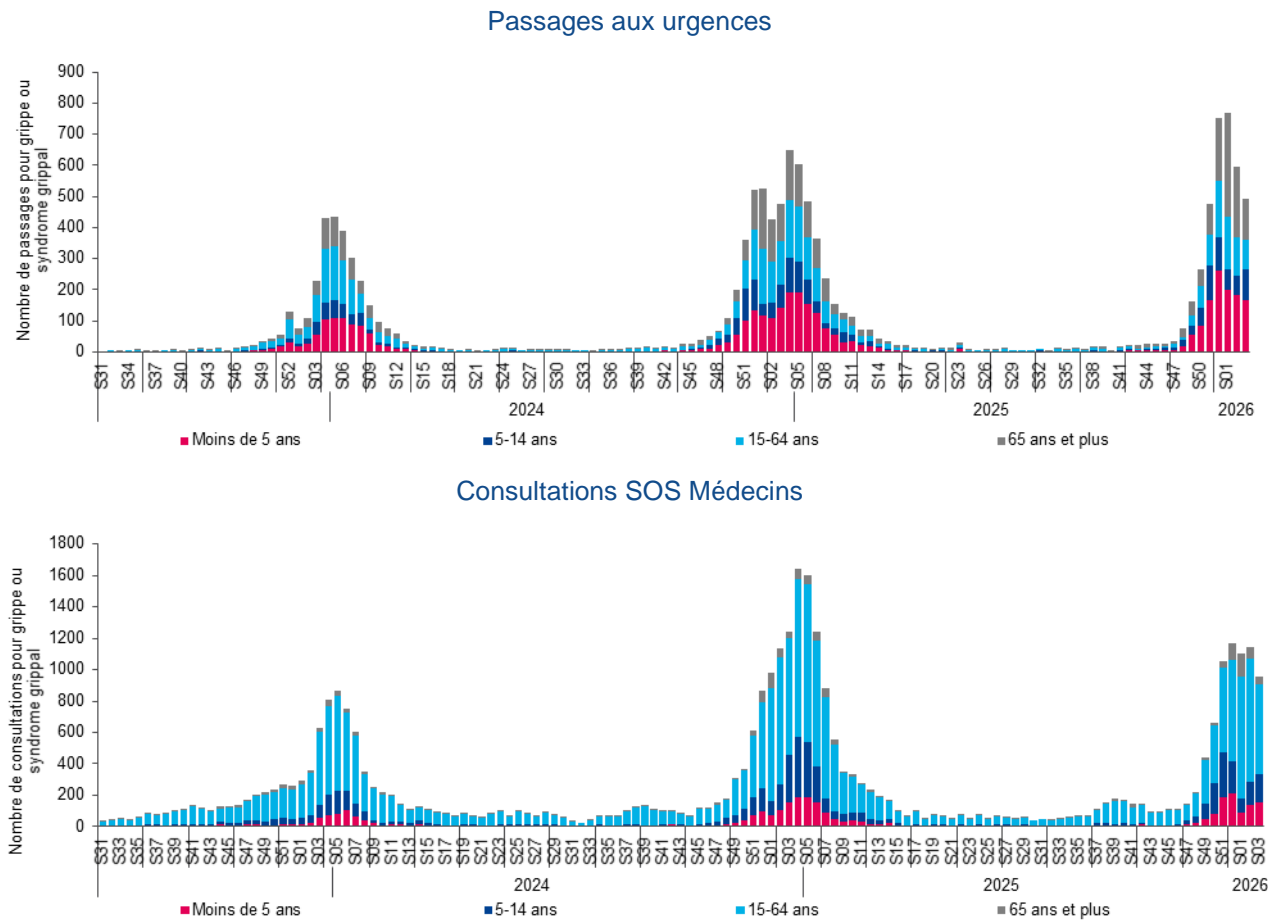 Passages aux urgences
Nombre de passages pour grippe ou
syndrome grippal
900
800
700
600
500
400
300
200
100
0
S31 S34 S37 S40 S43 S46 S49 S52 S03 S06 S09 S12 S15 S18 S21 S24 S27 S30 S33 S36 S39 S42 S45 S48 S51 S02 S05 S08 S11 S14 S17 S20 S23 S26 S29 S32 S35 S38 S41 S44 S47 S50 S01
2024 2025 2026
Moins de 5 ans 5-14 ans 15-64 ans 65 ans et plus
Consultations SOS Médecins
Nombre de consultations pour grippe ou
syndrome grippal
1800
1600
1400
1200
1000
800
600
400
200
0
S31 S33 S35 S37 S39 S41 S43 S45 S47 S49 S51 S01 S03 S05 S07 S09 S11 S13 S15 S17 S19 S21 S23 S25 S27 S29 S31 S33 S35 S37 S39 S41 S43 S45 S47 S49 S51 S01 S03 S05 S07 S09 S11 S13 S15 S17 S19 S21 S23 S25 S27 S29 S31 S33 S35 S37 S39 S41 S43 S45 S47 S49 S51 S01 S03
2024 2025 2026
Moins de 5 ans 5-14 ans 15-64 ans 65 ans et plus